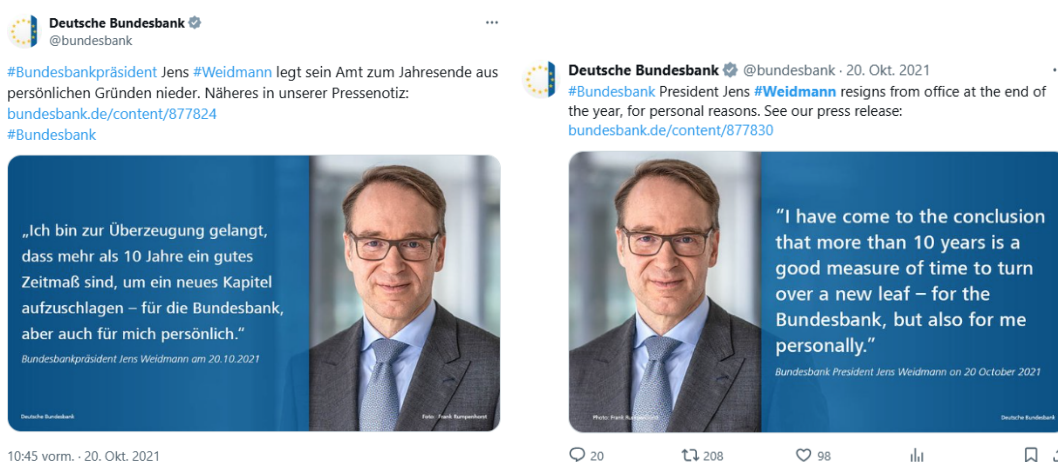 Deutsche Bundesbank
@bundesbank
#Bundesbankpräsident Jens #Weidmann legt sein Amt zum Jahresende aus
persönlichen Gründen nieder. Näheres in unserer Pressenotiz:
bundesbank.de/content/877824
#Bundesbank
„Ich bin zur Überzeugung gelangt,
dass mehr als 10 Jahre ein gutes
Zeitmaß sind, um ein neues Kapitel
aufzuschlagen – für die Bundesbank,
aber auch für mich persönlich.“
Bundesbankpräsident Jens Weidmann am 20.10.2021
Deutsche Bundesbank
Foto: Frank Rumpenhorst
10:45 vorm. · 20. Okt. 2021
Deutsche Bundesbank @bundesbank · 20. Okt. 2021
#Bundesbank President Jens #Weidmann resigns from office at the end of
the year, for personal reasons. See our press release:
bundesbank.de/content/877830
“I have come to the conclusion
that more than 10 years is a
good measure of time to turn
over a new leaf – for the
Bundesbank, but also for me
personally.”
Bundesbank President Jens Weidmann on 20 October 2021
Photo: Frank
Deutsche Bundesbank
20 208 98